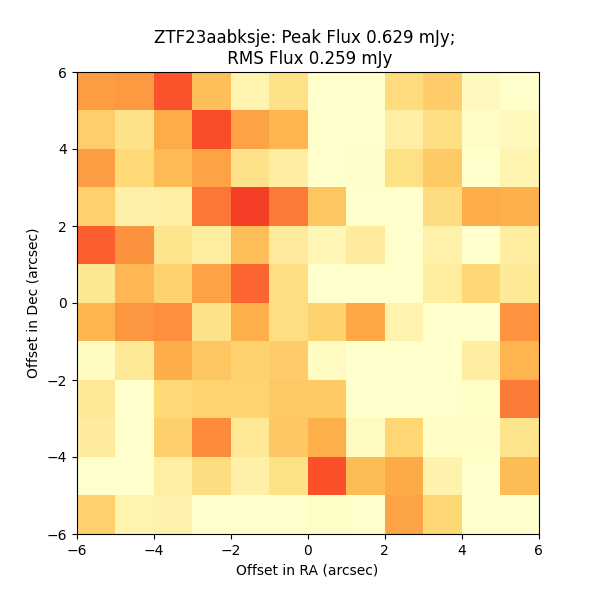 ZTF23aabksje: Peak Flux 0.629 mJy;
RMS Flux 0.259 mJy
6
4
2
0
−2
−4
−6
Offset in Dec (arcsec)
−6 −4 −2 0 2 4 6
Offset in RA (arcsec)